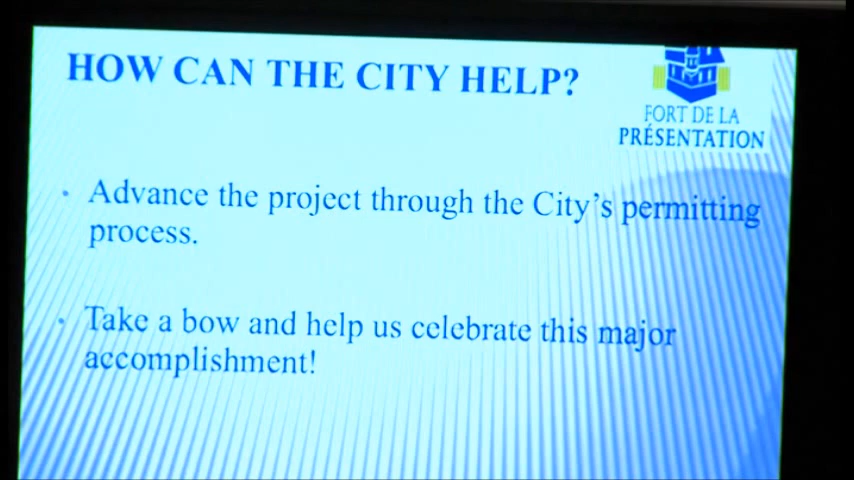 HOW CAN THE CITY HELP?
FORT DE LA
PRÉSENTATION
• Advance the project through the City's permitting
process.
• Take a bow and help us celebrate this major
accomplishment!